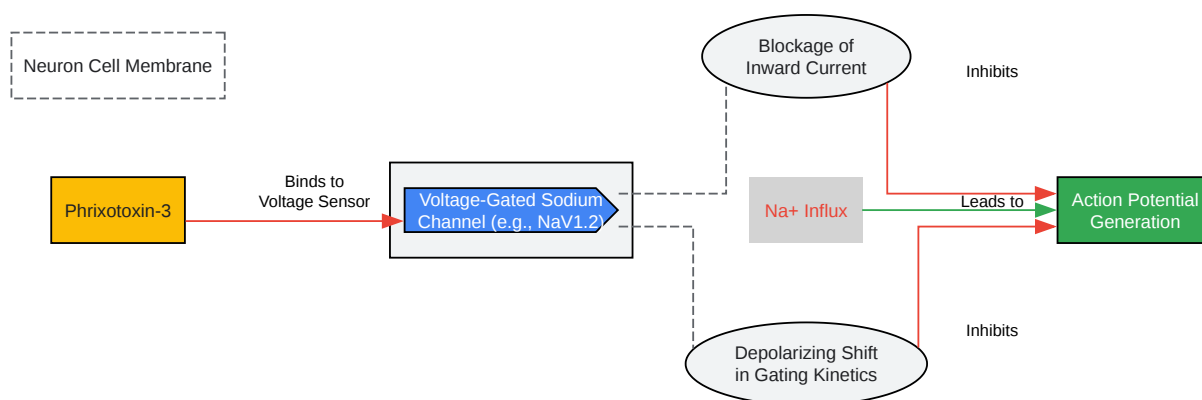 Neuron Cell Membrane
Blockage of
Inward Current
Inhibits
Phrixotoxin-3
Binds to
Voltage Sensor
Voltage-Gated Sodium
Channel (e.g., NaV1.2)
Na+ Influx
Leads to
Action Potential
Generation
Inhibits
Depolarizing Shift
in Gating Kinetics